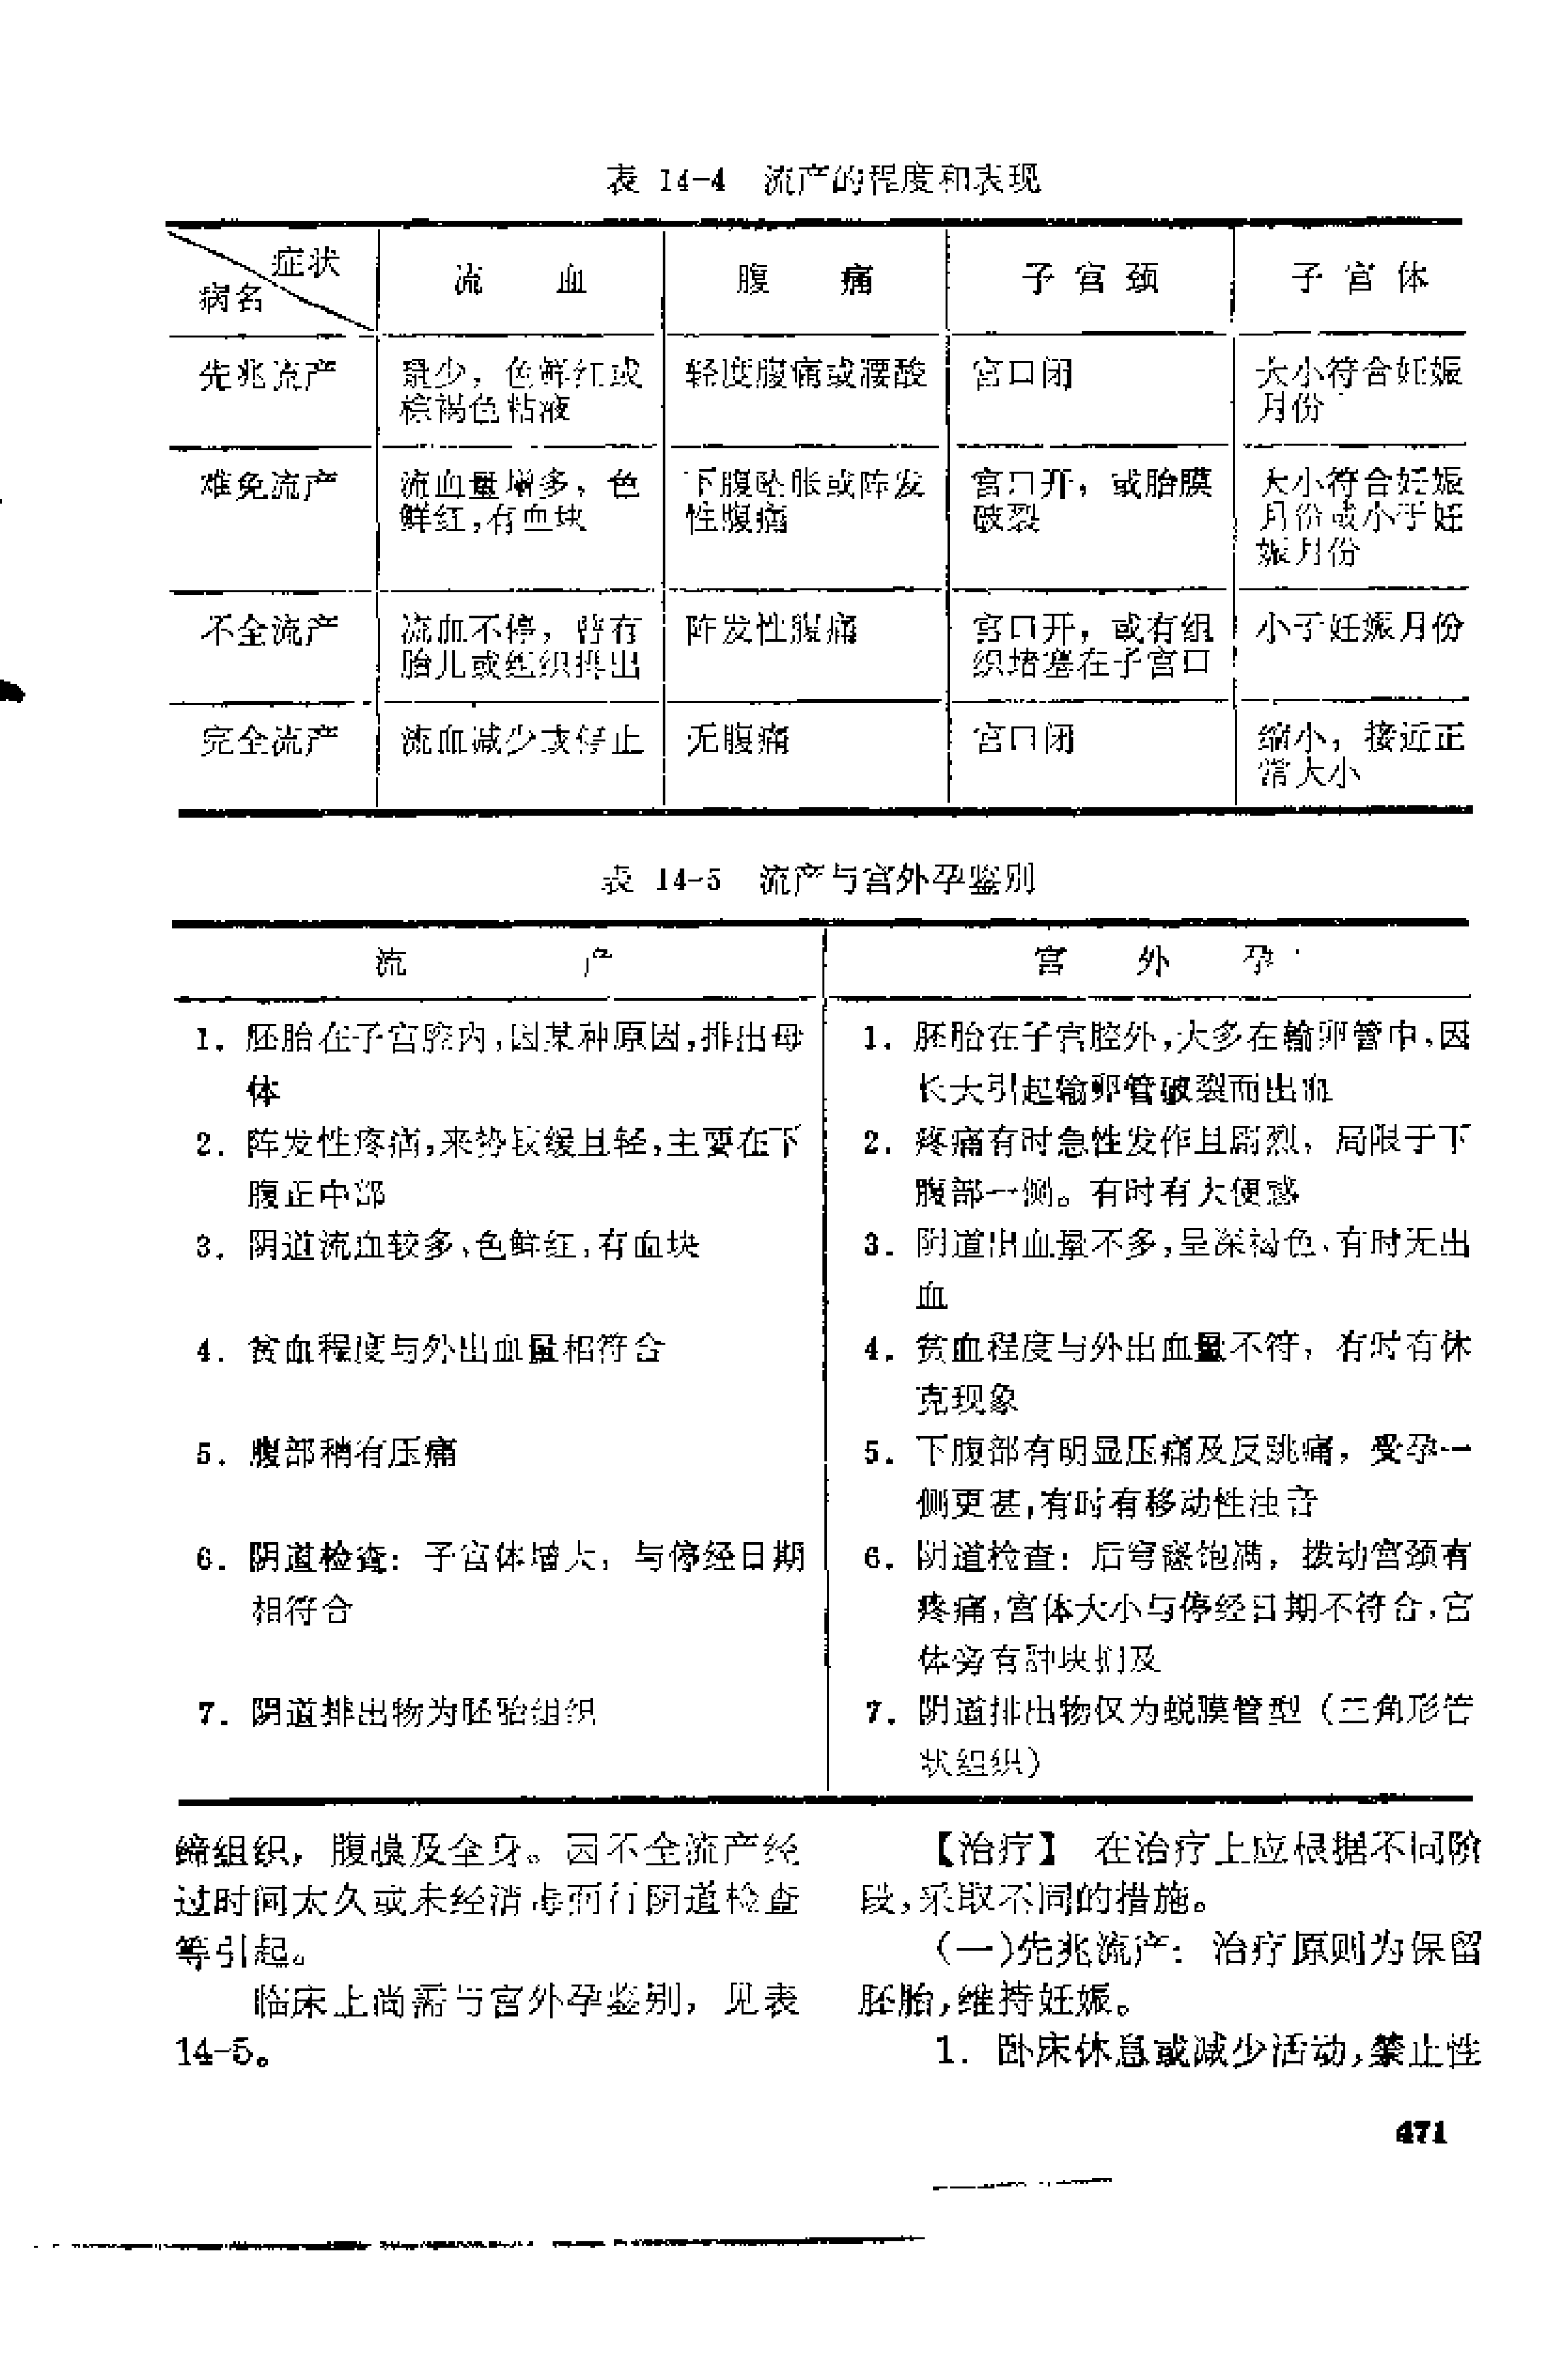 表 14-4 流产的程度和表现
症状
病名
流 血
腹 痛
子 宫 颈
子 宫 体
先兆流产
量少，色鲜红或
棕褐色粘液
轻度腹痛或腰酸
宫口闭
大小符合妊娠
月份
难免流产
流血量增多，色
鲜红，有血块
下腹坠胀或阵发
性腹痛
宫口开，或胎膜
破裂
大小符合妊娠
月份或小于妊
娠月份
不全流产
流血不停，曾有
胎儿或组织排出
阵发性腹痛
宫口开，或有组
织堵塞在子宫口
小于妊娠月份
完全流产
流血减少或停止
无腹痛
宫口闭
缩小，接近正
常大小
表 14-5 流产与宫外孕鉴别
流 产
宫 外 孕
1. 胚胎在子宫腔内，因某种原因，排出母
体
1. 胚胎在子宫腔外，大多在输卵管中，因
长大引起输卵管破裂而出血
2. 阵发性疼痛，来势较缓且轻，主要在下
腹正中部
2. 疼痛有时急性发作且剧烈，局限于下
腹部一侧。有时有大便感
3. 阴道流血较多，色鲜红，有血块
3. 阴道出血量不多，呈深褐色，有时无出
血
4. 贫血程度与外出血量相符合
4. 贫血程度与外出血量不符，有时有休
克现象
5. 腹部稍有压痛
5. 下腹部有明显压痛及反跳痛，受孕一
侧更甚，有时有移动性浊音
6. 阴道检查：子宫体增大，与停经日期
相符合
6. 阴道检查：后穹窿饱满，拨动宫颈有
疼痛，宫体大小与停经日期不符合，宫
体旁有肿块扪及
7. 阴道排出物为胚胎组织
7. 阴道排出物仅为蜕膜管型（三角形管
状组织）
缔组织，腹膜及全身。因不全流产经
过时间太久或未经消毒而行阴道检查
等引起。
临床上尚需与宫外孕鉴别，见表
14-5。
【治疗】 在治疗上应根据不同阶
段，采取不同的措施。
（一）先兆流产：治疗原则为保留
胚胎，维持妊娠。
1. 卧床休息或减少活动，禁止性
471